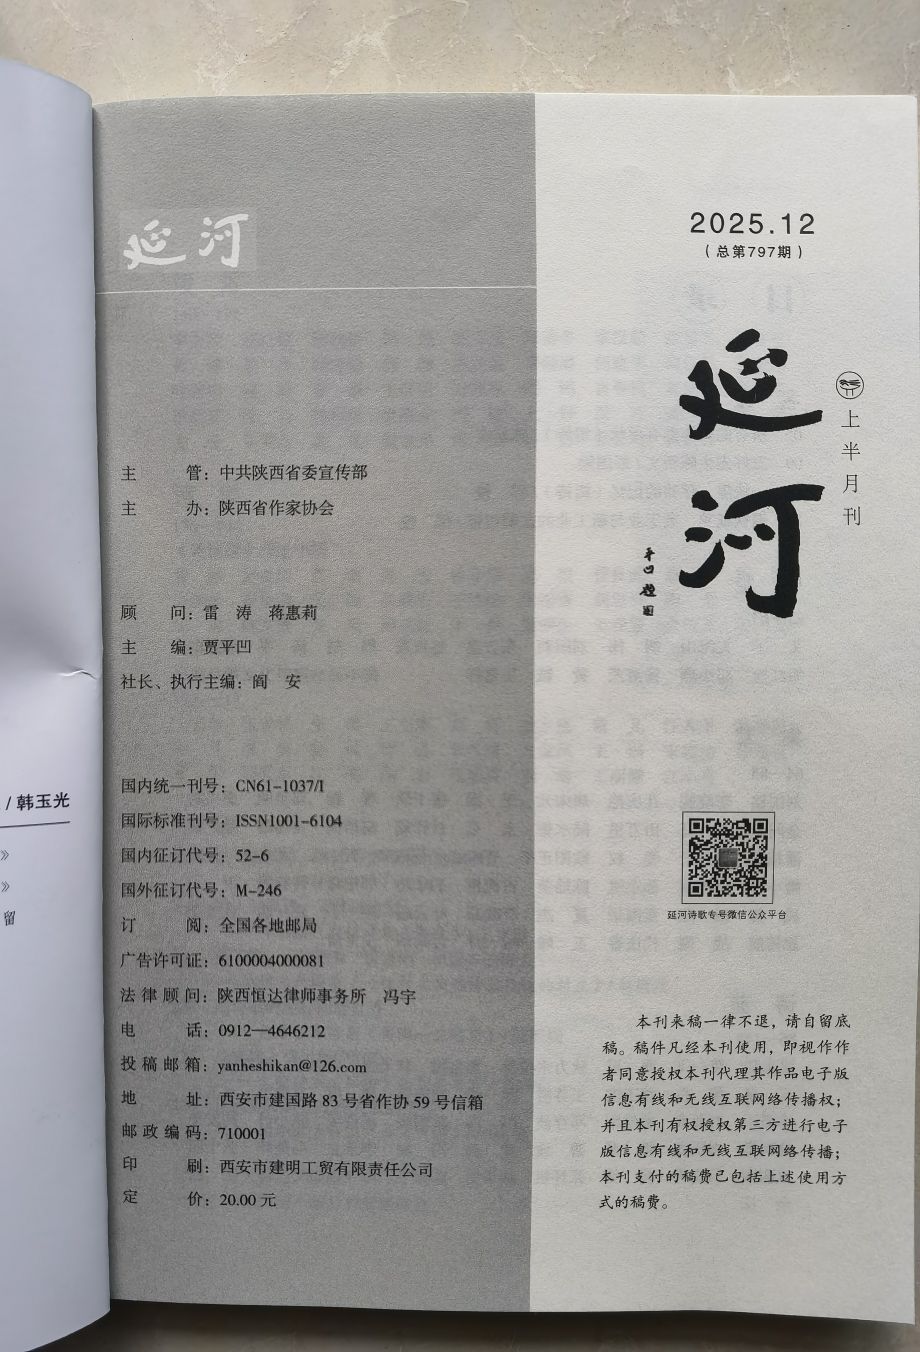 / 韩玉光
》
》
留
延河
主　　管：中共陕西省委宣传部
主　　办：陕西省作家协会
顾　　问：雷　涛　蒋惠莉
主　　编：贾平凹
社长、执行主编：阎　安
国内统一刊号：CN61-1037/I
国际标准刊号：ISSN1001-6104
国内征订代号：52-6
国外征订代号：M-246
订　　阅：全国各地邮局
广告许可证：6100004000081
法律顾问：陕西恒达律师事务所　冯宇
电　　话：0912—4646212
投稿邮箱：yanheshikan@126.com
地　　址：西安市建国路 83 号省作协 59 号信箱
邮政编码：710001
印　　刷：西安市建明工贸有限责任公司
定　　价：20.00 元
2025.12
（总第797期）
延河
上半月刊
平凹题
延河诗歌专号微信公众平台
本刊来稿一律不退，请自留底
稿。稿件凡经本刊使用，即视作作
者同意授权本刊代理其作品电子版
信息有线和无线互联网络传播权；
并且本刊有权授权第三方进行电子
版信息有线和无线互联网络传播；
本刊支付的稿费已包括上述使用方
式的稿费。